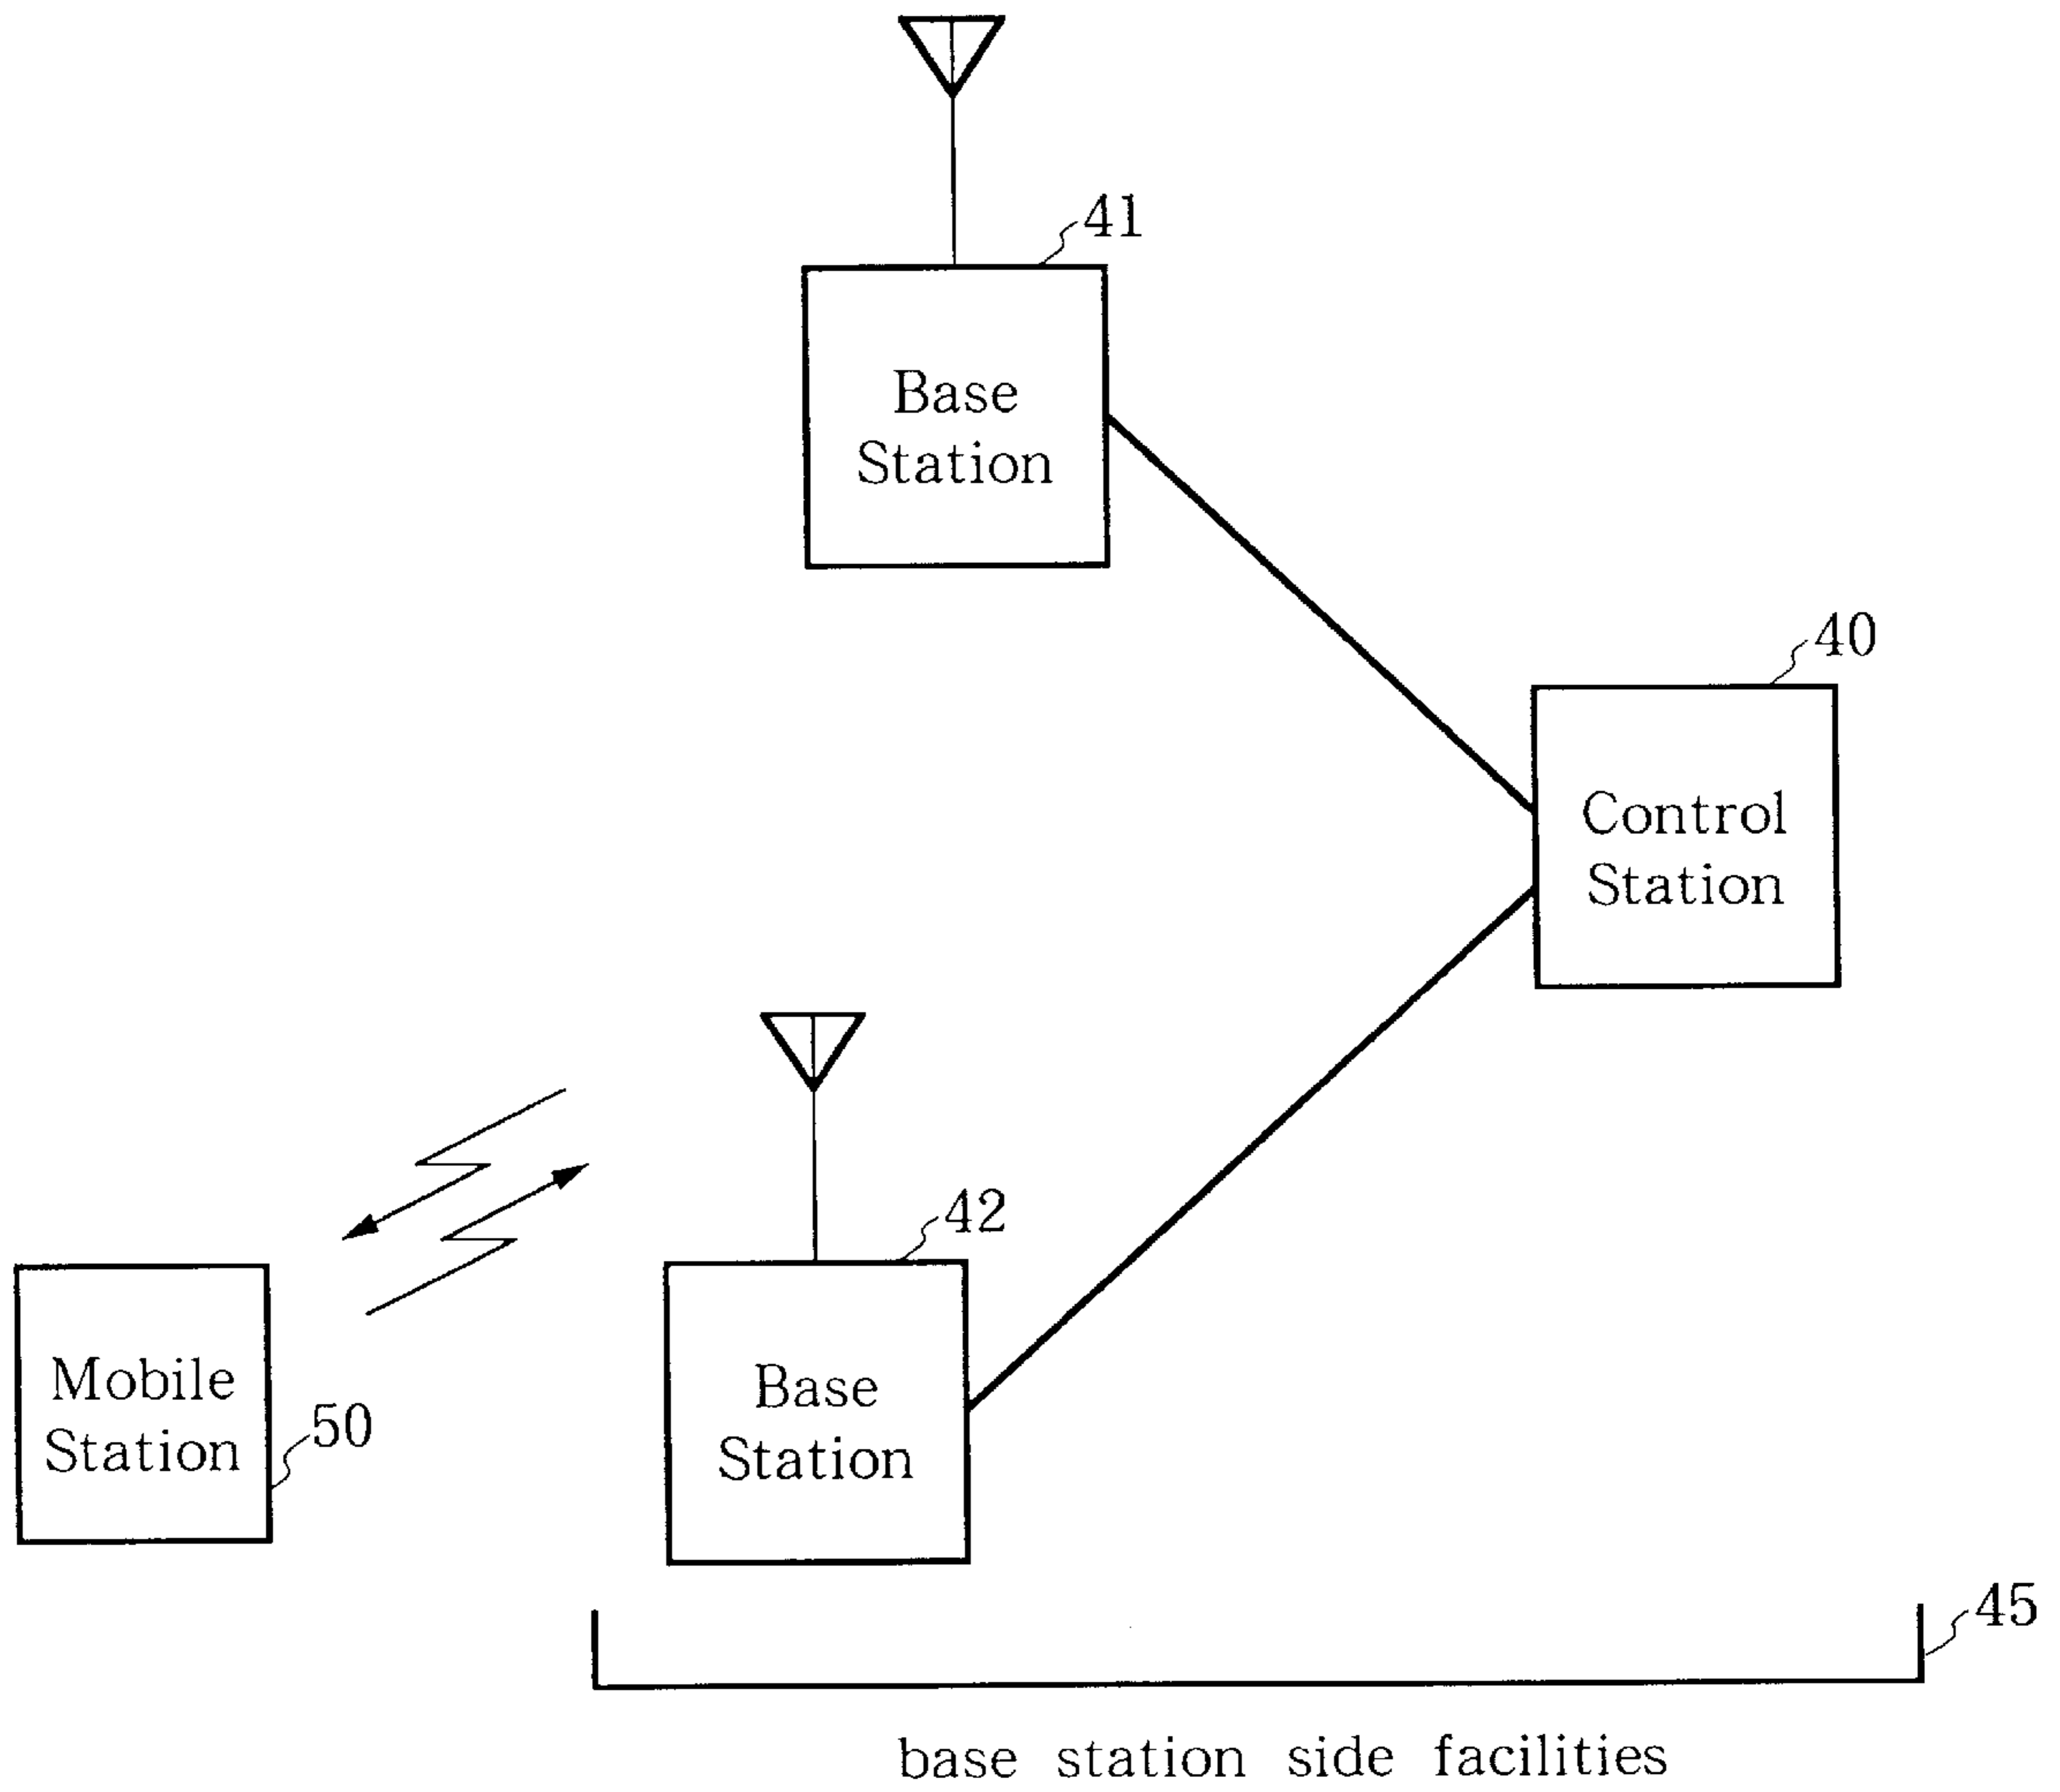 41
Base
Station
40
Control
Station
42
Base
Station
Mobile
Station
50
45
base station side facilities